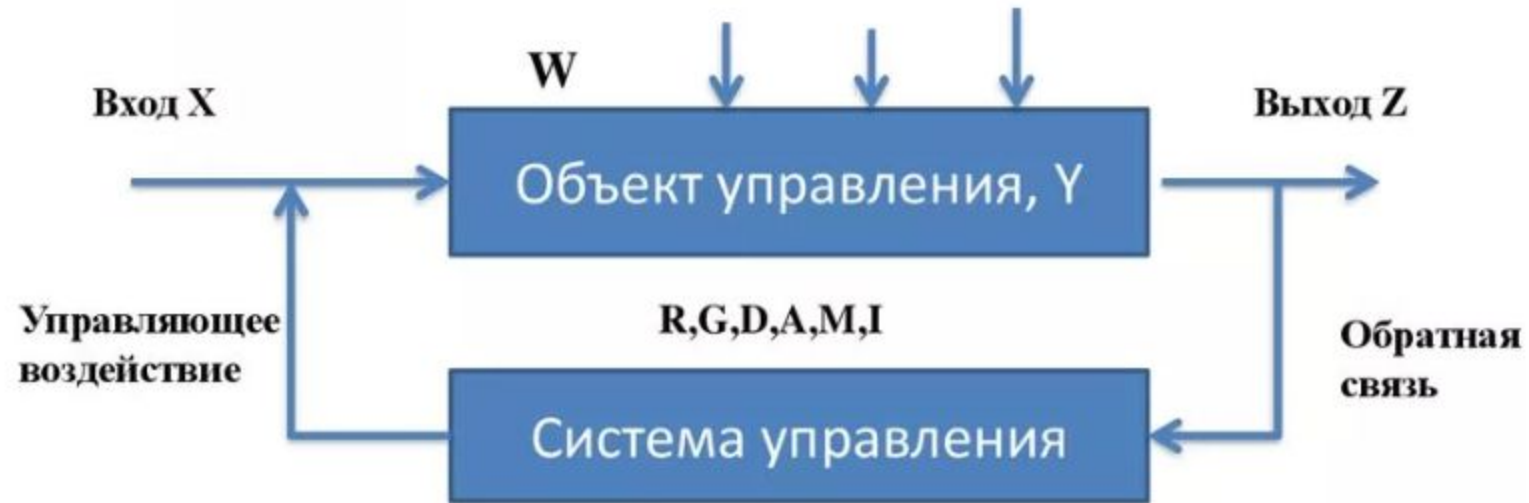 W
Вход X
Выход Z
Объект управления, Y
Управляющее
воздействие
R,G,D,A,M,I
Обратная
связь
Система управления